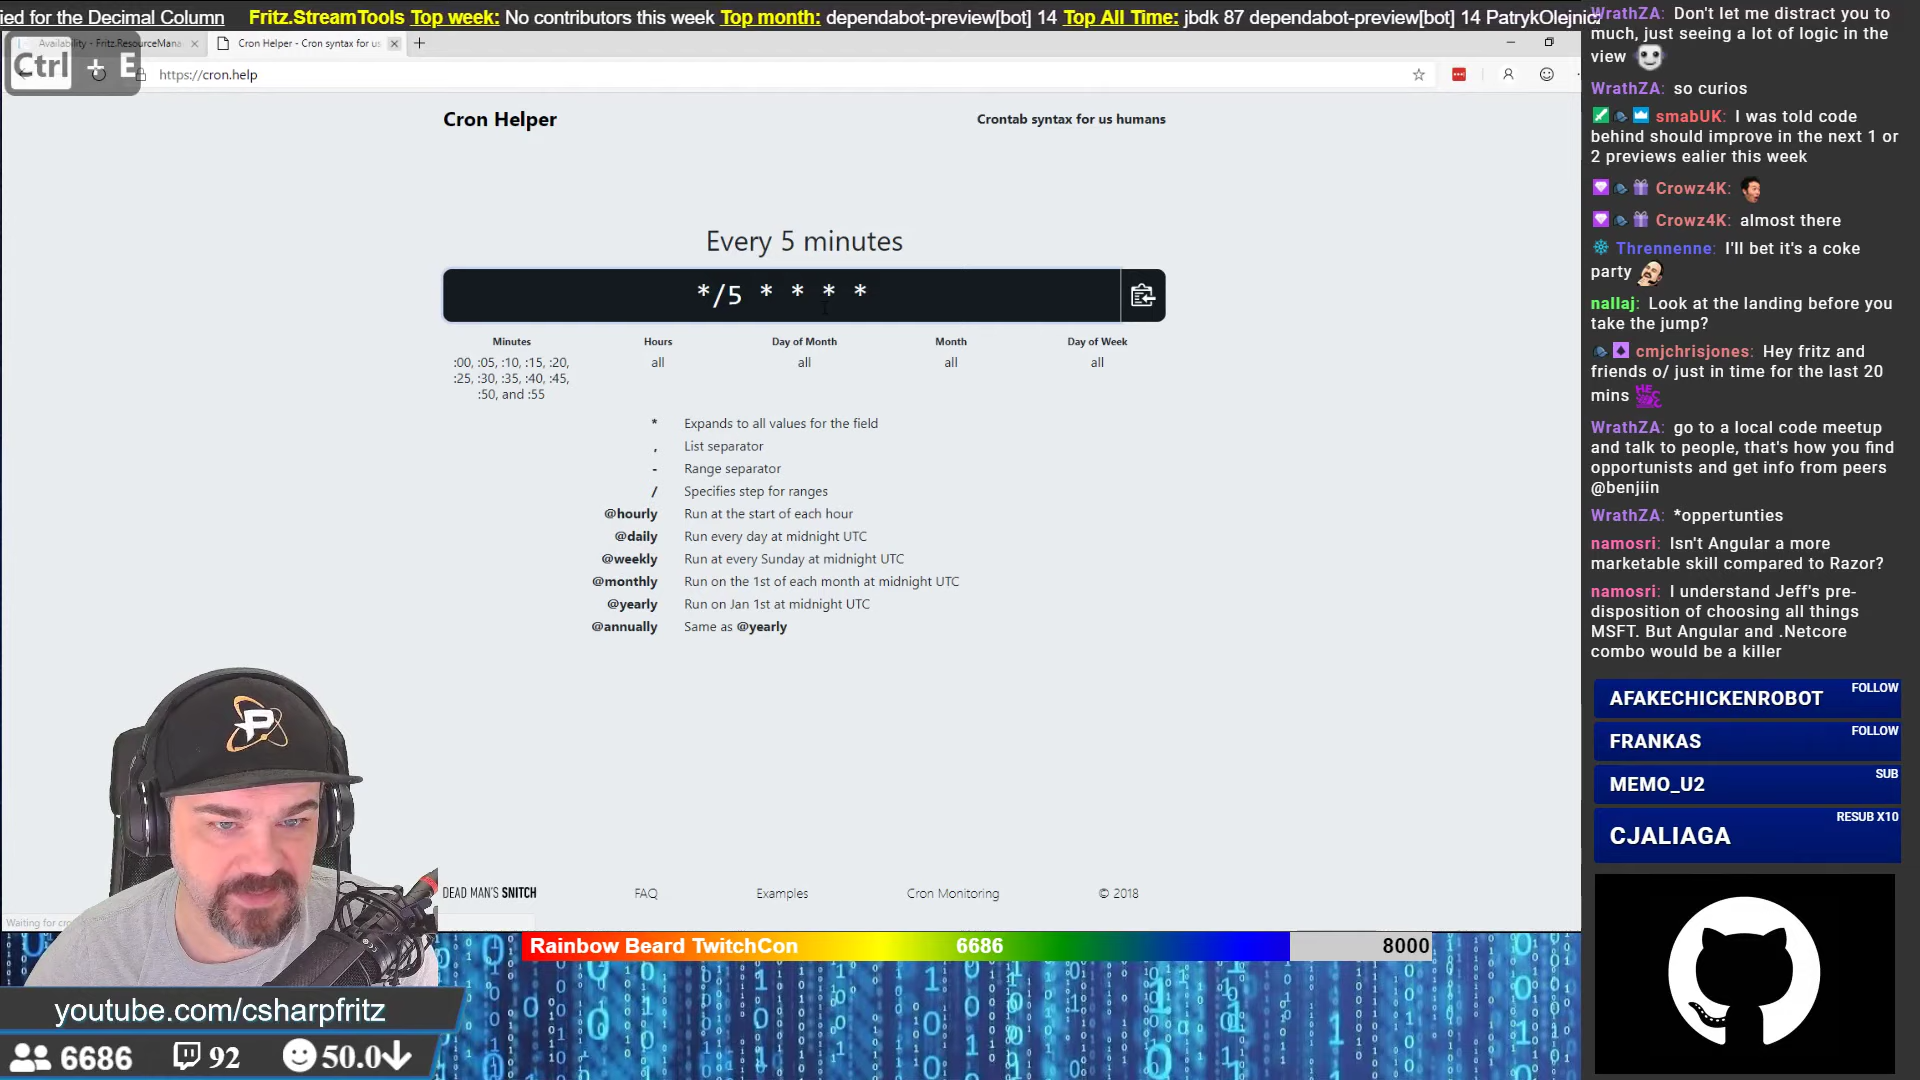 ied for the Decimal Column Fritz.StreamTools Top week: No contributors this week Top month: dependabot-preview[bot] 14 Top All Time: jbdk 87 dependabot-preview[bot] 14 PatrykOlejnic
Availability - Fritz.ResourceMana
Cron Helper - Cron syntax for us
Ctrl + E
https://cron.help
Cron Helper
Crontab syntax for us humans
Every 5 minutes
*/5 * * * *
Minutes Hours Day of Month Month Day of Week
:00, :05, :10, :15, :20, all all all all
:25, :30, :35, :40, :45,
:50, and :55
* Expands to all values for the field
, List separator
- Range separator
/ Specifies step for ranges
@hourly Run at the start of each hour
@daily Run every day at midnight UTC
@weekly Run at every Sunday at midnight UTC
@monthly Run on the 1st of each month at midnight UTC
@yearly Run on Jan 1st at midnight UTC
@annually Same as @yearly
DEAD MAN'S SNITCH FAQ Examples Cron Monitoring © 2018
Waiting for cro
Rainbow Beard TwitchCon 6686 8000
youtube.com/csharpfritz
6686 92 50.0
WrathZA: Don't let me distract you to
much, just seeing a lot of logic in the
view
WrathZA: so curios
smabUK: I was told code
behind should improve in the next 1 or
2 previews ealier this week
Crowz4K:
Crowz4K: almost there
Thrennenne: I'll bet it's a coke
party
nallaj: Look at the landing before you
take the jump?
cmjchrisjones: Hey fritz and
friends o/ just in time for the last 20
mins
WrathZA: go to a local code meetup
and talk to people, that's how you find
opportunists and get info from peers
@benjiin
WrathZA: *oppertunties
namosri: Isn't Angular a more
marketable skill compared to Razor?
namosri: I understand Jeff's pre-
disposition of choosing all things
MSFT. But Angular and .Netcore
combo would be a killer
AFAKECHICKENROBOT FOLLOW
FRANKAS FOLLOW
MEMO_U2 SUB
CJALIAGA RESUB X10